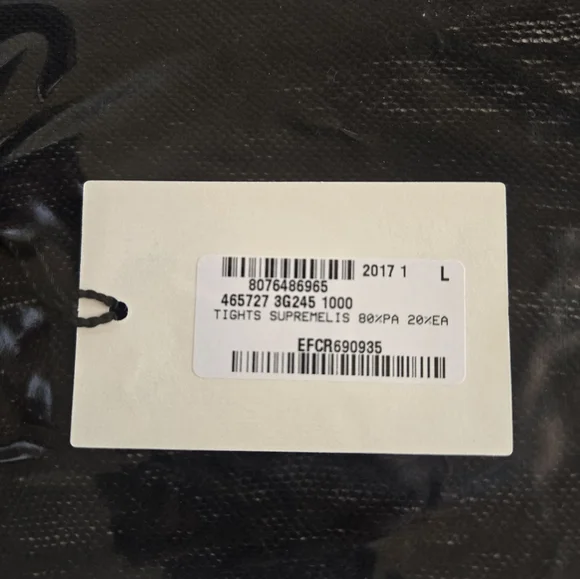 2017 1 L
8076486965
465727 3G245 1000
TIGHTS SUPREMELIS 80%PA 20%EA
EFCR690935